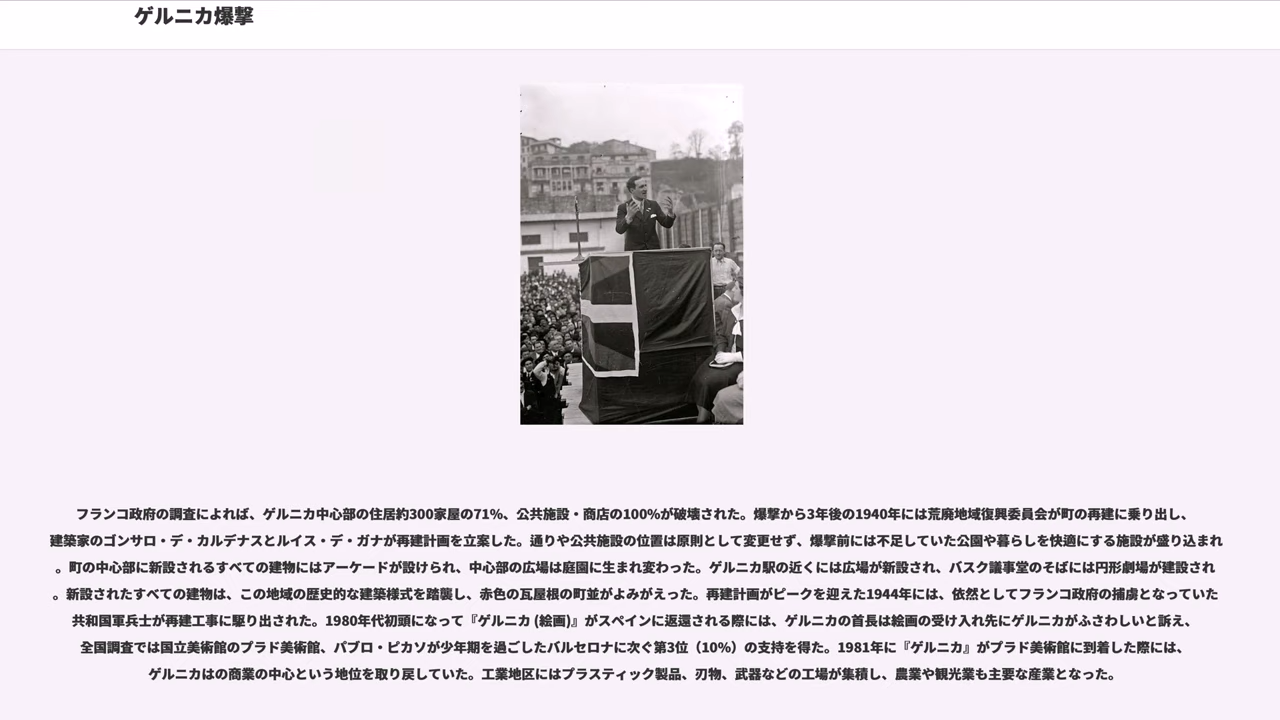 ゲルニカ爆撃
フランコ政府の調査によれば、ゲルニカ中心部の住居約300家屋の71%、公共施設・商店の100%が破壊された。爆撃から3年後の1940年には荒廃地域復興委員会が町の再建に乗り出し、
建築家のゴンサロ・デ・カルデナスとルイス・デ・ガナが再建計画を立案した。通りや公共施設の位置は原則として変更せず、爆撃前には不足していた公園や暮らしを快適にする施設が盛り込まれ
。町の中心部に新設されるすべての建物にはアーケードが設けられ、中心部の広場は庭園に生まれ変わった。ゲルニカ駅の近くには広場が新設され、バスク議事堂のそばには円形劇場が建設され
。新設されたすべての建物は、この地域の歴史的な建築様式を踏襲し、赤色の瓦屋根の町並がよみがえった。再建計画がピークを迎えた1944年には、依然としてフランコ政府の捕虜となっていた
共和国軍兵士が再建工事に駆り出された。1980年代初頭になって『ゲルニカ (絵画)』がスペインに返還される際には、ゲルニカの首長は絵画の受け入れ先にゲルニカがふさわしいと訴え、
全国調査では国立美術館のプラド美術館、パブロ・ピカソが少年期を過ごしたバルセロナに次ぐ第3位（10%）の支持を得た。1981年に『ゲルニカ』がプラド美術館に到着した際には、
ゲルニカはの商業の中心という地位を取り戻していた。工業地区にはプラスティック製品、刃物、武器などの工場が集積し、農業や観光業も主要な産業となった。